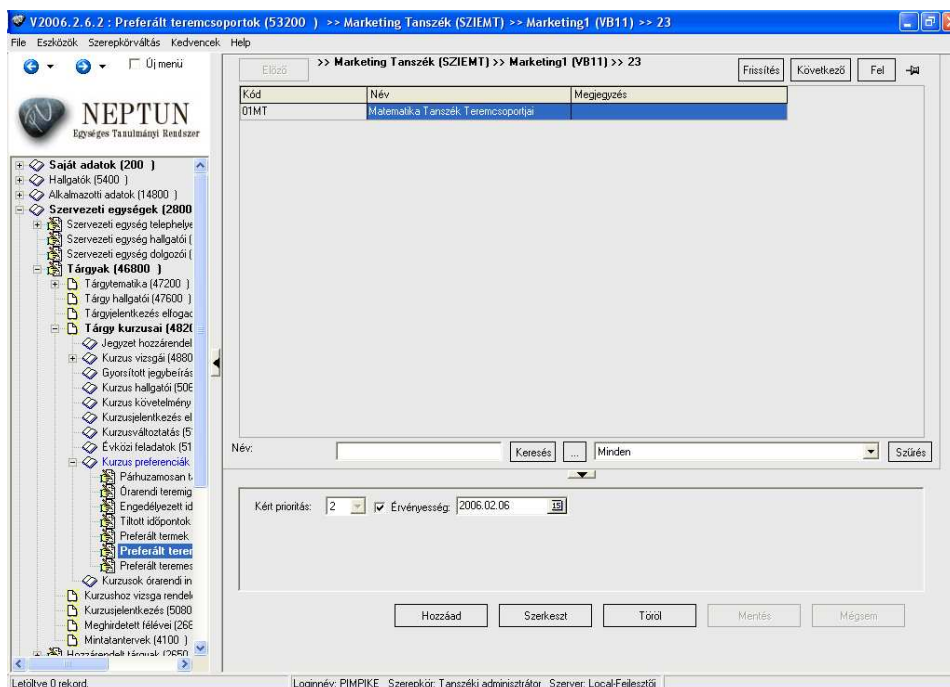 V2006.2.6.2 : Preferált teremcsoportok (53200 ) >> Marketing Tanszék (SZIEMT) >> Marketing1 (VB11) >> 23
File Eszközök Szerepkörváltás Kedvencek Help
Új menü
Előző
>> Marketing Tanszék (SZIEMT) >> Marketing1 (VB11) >> 23
Frissítés Következő Fel
NEPTUN
Egységes Tanulmányi Rendszer
Kód Név Megjegyzés
01MT Matematika Tanszék Teremcsoportjai
Saját adatok (200 )
Hallgatók (5400 )
Alkalmazotti adatok (14800 )
Szervezeti egységek (2800
Szervezeti egység telephelye
Szervezeti egység hallgatói (
Szervezeti egység dolgozói (
Tárgyak (46800 )
Tárgytematika (47200 )
Tárgy hallgatói (47600 )
Tárgyjelentkezés elfogad
Tárgy kurzusai (4820
Jegyzet hozzárendel
Kurzus vizsgái (4880
Gyorsított jegybeírás
Kurzus hallgatói (508
Kurzus követelmény
Kurzusjelentkezés el
Kurzusváltoztatás (5
Évközi feladatok (51
Kurzus preferenciák
Párhuzamosan t
Órarendi teremig
Engedélyezett id
Tiltott időpontok
Preferált termek
Preferált terem
Preferált teremes
Kurzusok órarendi in
Kurzushoz vizsga rendel
Kurzusjelentkezés (5080
Meghirdetett félévei (268
Mintatantervek (4100 )
Hozzárendelt tárgyak (2650
Név: Keresés ... Minden Szűrés
Kért prioritás: 2 Érvényesség: 2006.02.06 15
Hozzáad Szerkeszt Töröl Mentés Mégsem
Letöltve 0 rekord. Loginnév: PIMPIKE Szerepkör: Tanszéki adminisztrátor Szerver: Local-Fejlesztői